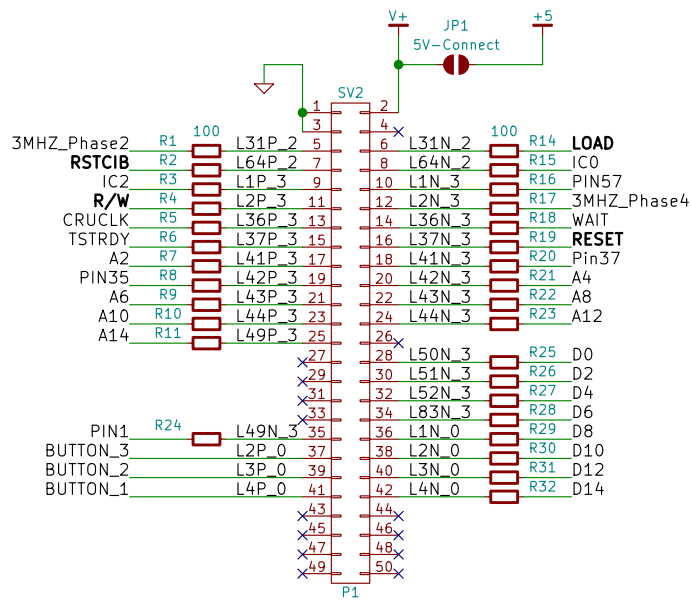 V+ +5
JP1
5V-Connect
SV2
1 2
3 4
100 100
3MHZ_Phase2 R1 L31P_2 5 6 L31N_2 R14 LOAD
RSTCIB R2 L64P_2 7 8 L64N_2 R15 IC0
IC2 R3 L1P_3 9 10 L1N_3 R16 PIN57
R/W R4 L2P_3 11 12 L2N_3 R17 3MHZ_Phase4
CRUCLK R5 L36P_3 13 14 L36N_3 R18 WAIT
TSTRDY R6 L37P_3 15 16 L37N_3 R19 RESET
A2 R7 L41P_3 17 18 L41N_3 R20 Pin37
PIN35 R8 L42P_3 19 20 L42N_3 R21 A4
A6 R9 L43P_3 21 22 L43N_3 R22 A8
A10 R10 L44P_3 23 24 L44N_3 R23 A12
A14 R11 L49P_3 25 26
27 28 L50N_3 R25 D0
29 30 L51N_3 R26 D2
31 32 L52N_3 R27 D4
33 34 L83N_3 R28 D6
PIN1 R24 L49N_3 35 36 L1N_0 R29 D8
BUTTON_3 L2P_0 37 38 L2N_0 R30 D10
BUTTON_2 L3P_0 39 40 L3N_0 R31 D12
BUTTON_1 L4P_0 41 42 L4N_0 R32 D14
43 44
45 46
47 48
49 50
P1